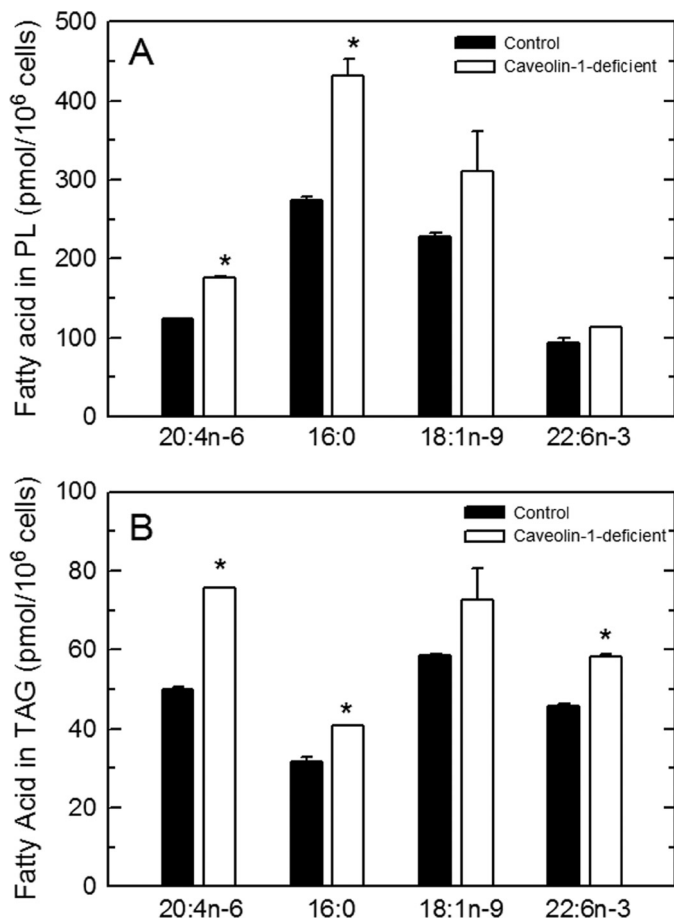 A
Control
Caveolin-1-deficient
Fatty acid in PL (pmol/10⁶ cells)
500
400
300
200
100
0
*
*
20:4n-6 16:0 18:1n-9 22:6n-3
B
Control
Caveolin-1-deficient
Fatty Acid in TAG (pmol/10⁶ cells)
100
80
60
40
20
0
*
*
*
20:4n-6 16:0 18:1n-9 22:6n-3